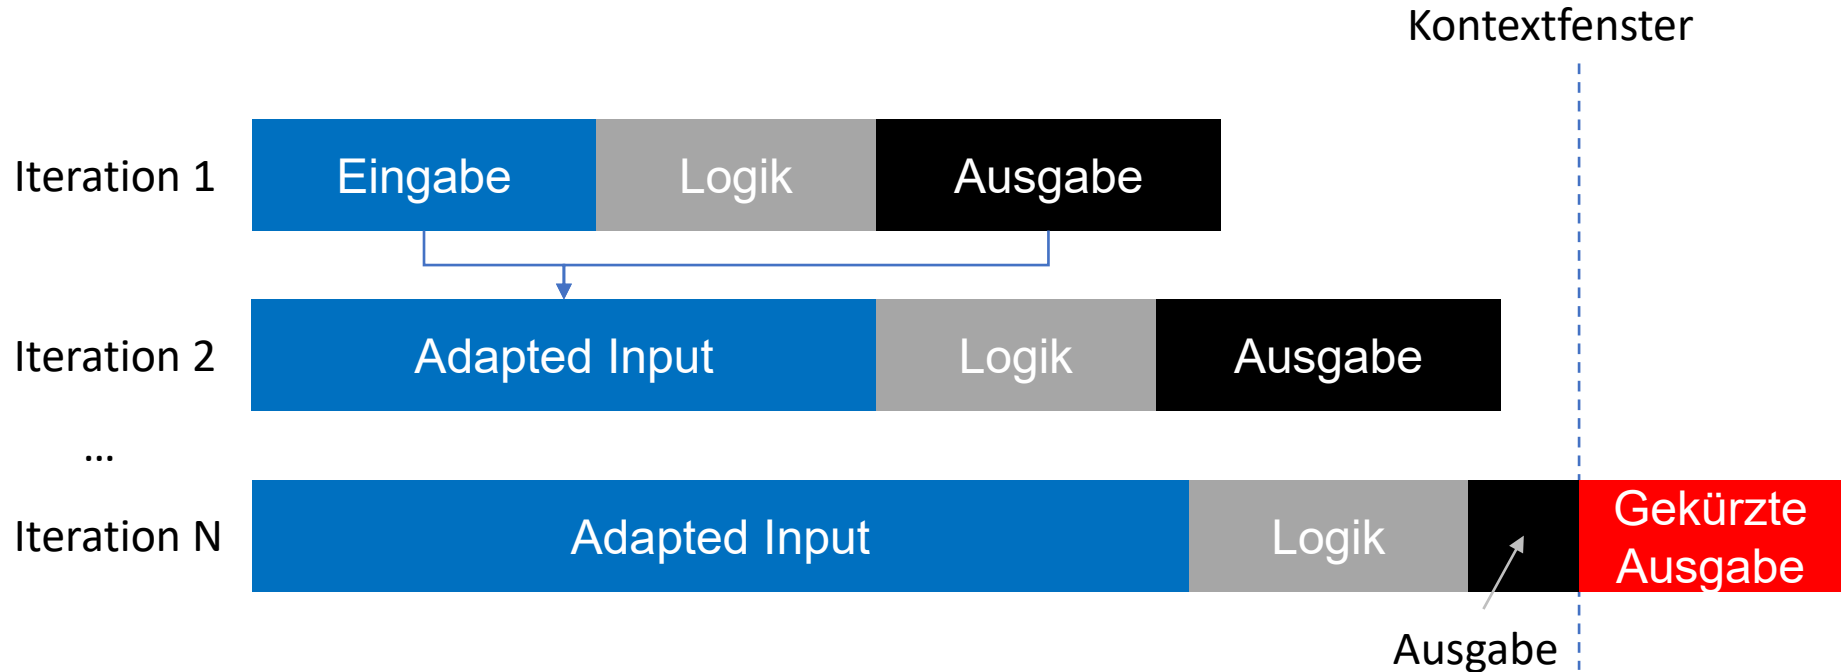 Kontextfenster
Iteration 1
Eingabe
Logik
Ausgabe
Iteration 2
Adapted Input
Logik
Ausgabe
...
Iteration N
Adapted Input
Logik
Gekürzte
Ausgabe
Ausgabe